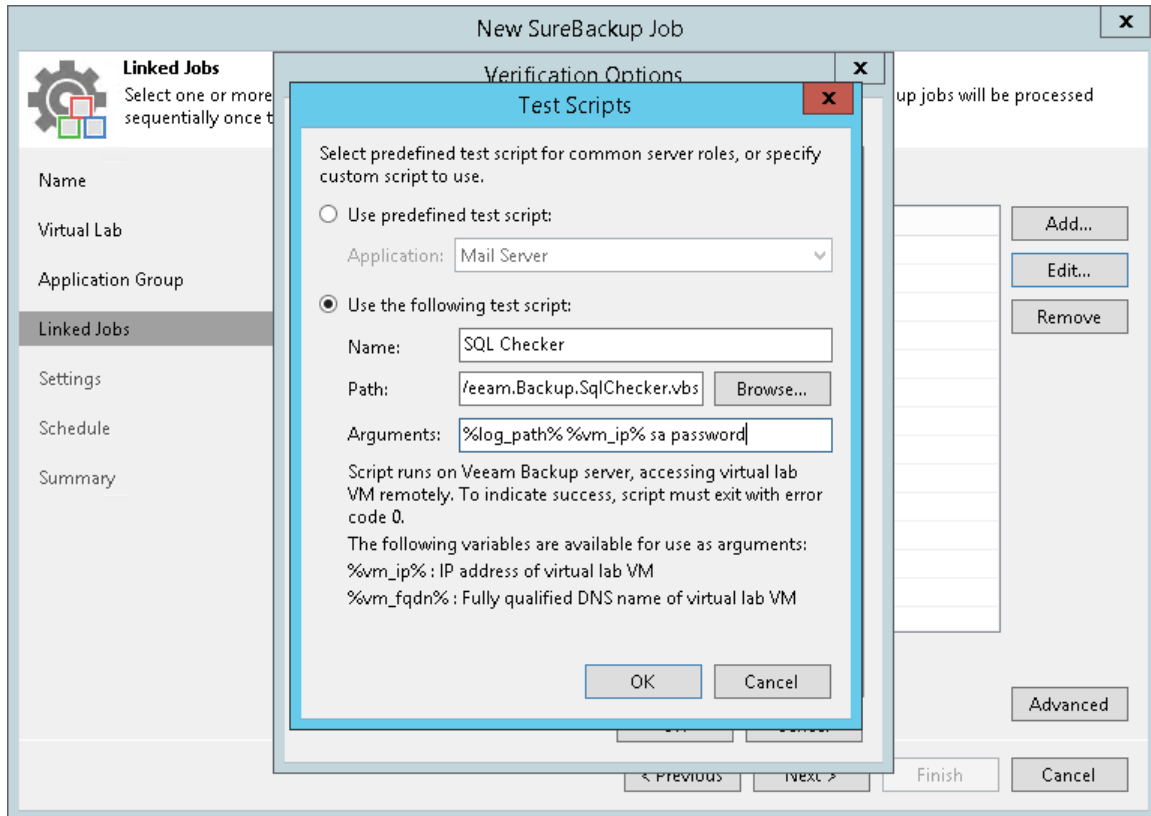 New SureBackup Job
x
Linked Jobs
Select one or more
sequentially once t
up jobs will be processed
Verification Options
x
Test Scripts
x
Name
Virtual Lab
Application Group
Linked Jobs
Settings
Schedule
Summary
Select predefined test script for common server roles, or specify
custom script to use.
Use predefined test script:
Application: Mail Server
Use the following test script:
Name: SQL Checker
Path: /eeam.Backup.SqlChecker.vbs Browse...
Arguments: %log_path% %vm_ip% sa password
Script runs on Veeam Backup server, accessing virtual lab
VM remotely. To indicate success, script must exit with error
code 0.
The following variables are available for use as arguments:
%vm_ip% : IP address of virtual lab VM
%vm_fqdn% : Fully qualified DNS name of virtual lab VM
OK Cancel
Add...
Edit...
Remove
Advanced
< Previous Next > Finish Cancel